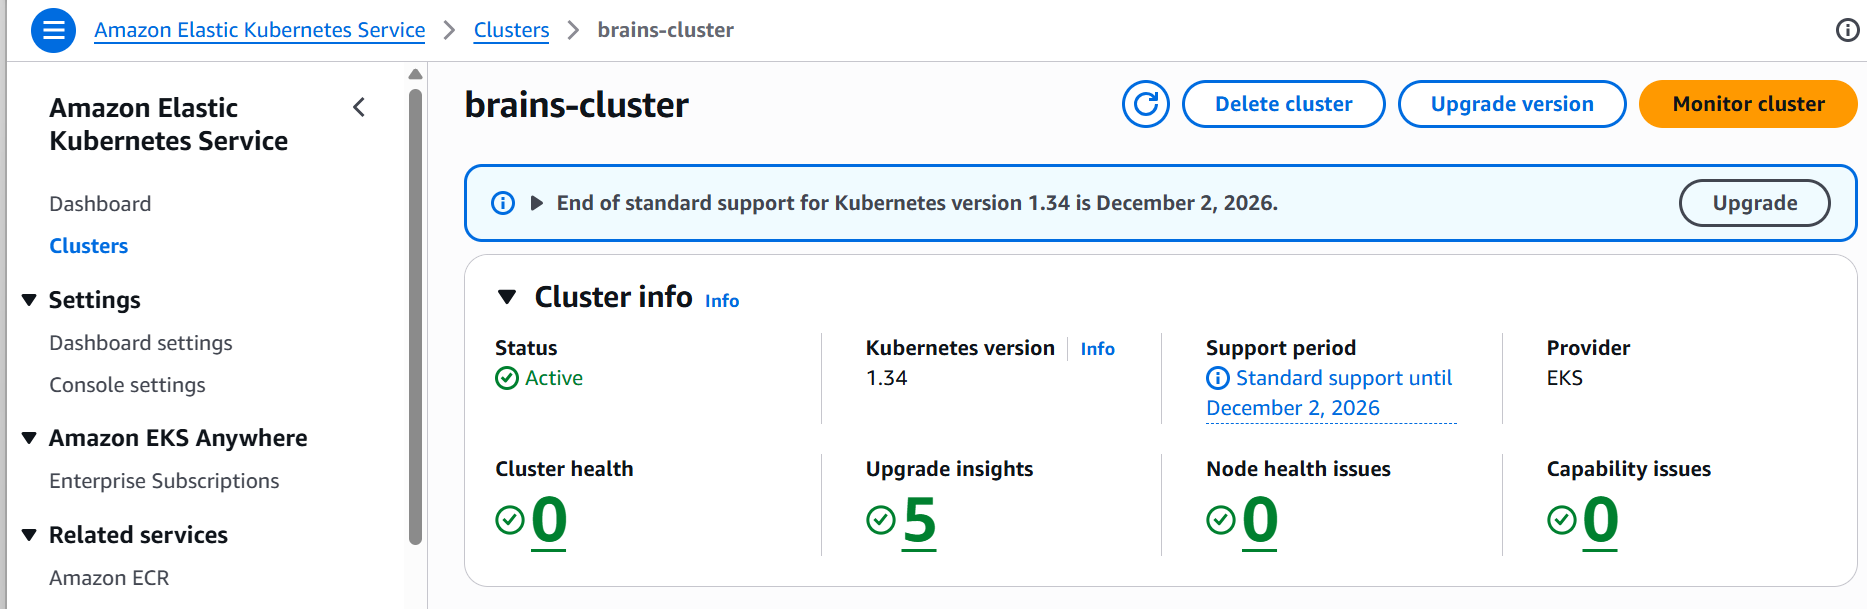 Amazon Elastic Kubernetes Service > Clusters > brains-cluster
Amazon Elastic
Kubernetes Service
Dashboard
Clusters
Settings
Dashboard settings
Console settings
Amazon EKS Anywhere
Enterprise Subscriptions
Related services
Amazon ECR
brains-cluster
Delete cluster
Upgrade version
Monitor cluster
End of standard support for Kubernetes version 1.34 is December 2, 2026.
Upgrade
Cluster info Info
Status
Active
Kubernetes version Info
1.34
Support period
Standard support until
December 2, 2026
Provider
EKS
Cluster health
0
Upgrade insights
5
Node health issues
0
Capability issues
0